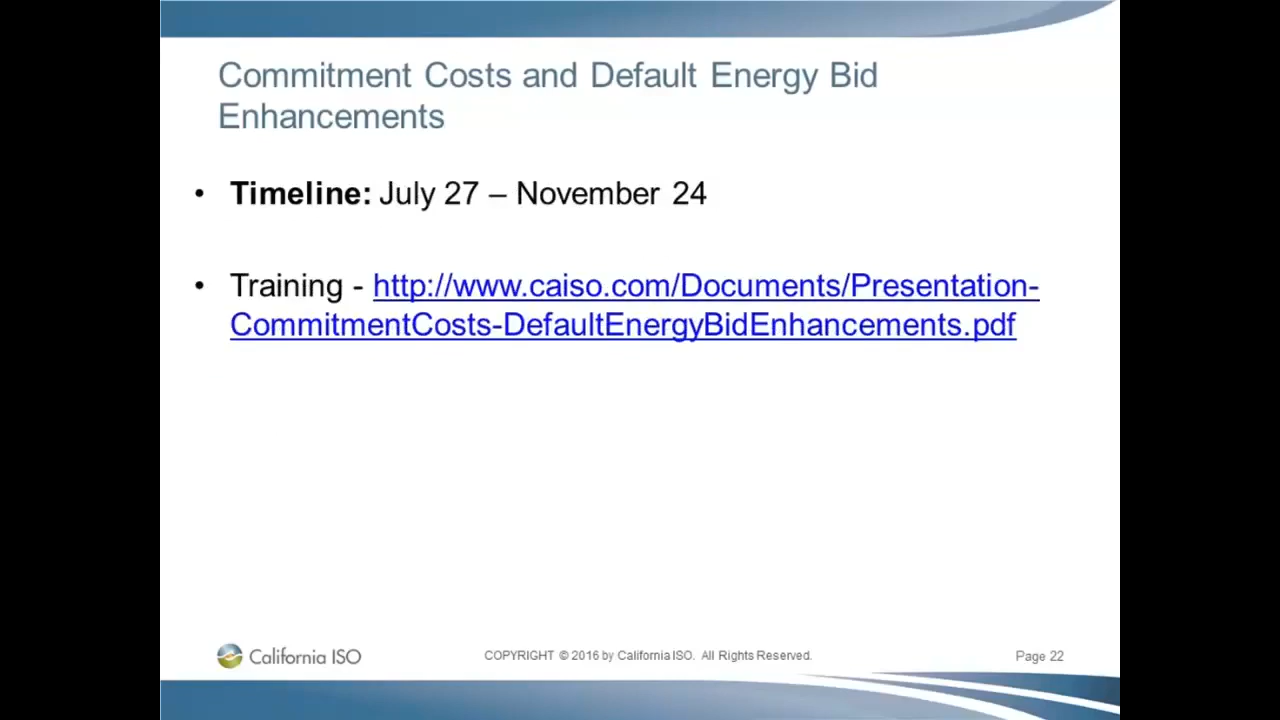 Commitment Costs and Default Energy Bid
Enhancements
• Timeline: July 27 – November 24
• Training - http://www.caiso.com/Documents/Presentation-
CommitmentCosts-DefaultEnergyBidEnhancements.pdf
California ISO
COPYRIGHT © 2016 by California ISO. All Rights Reserved.
Page 22